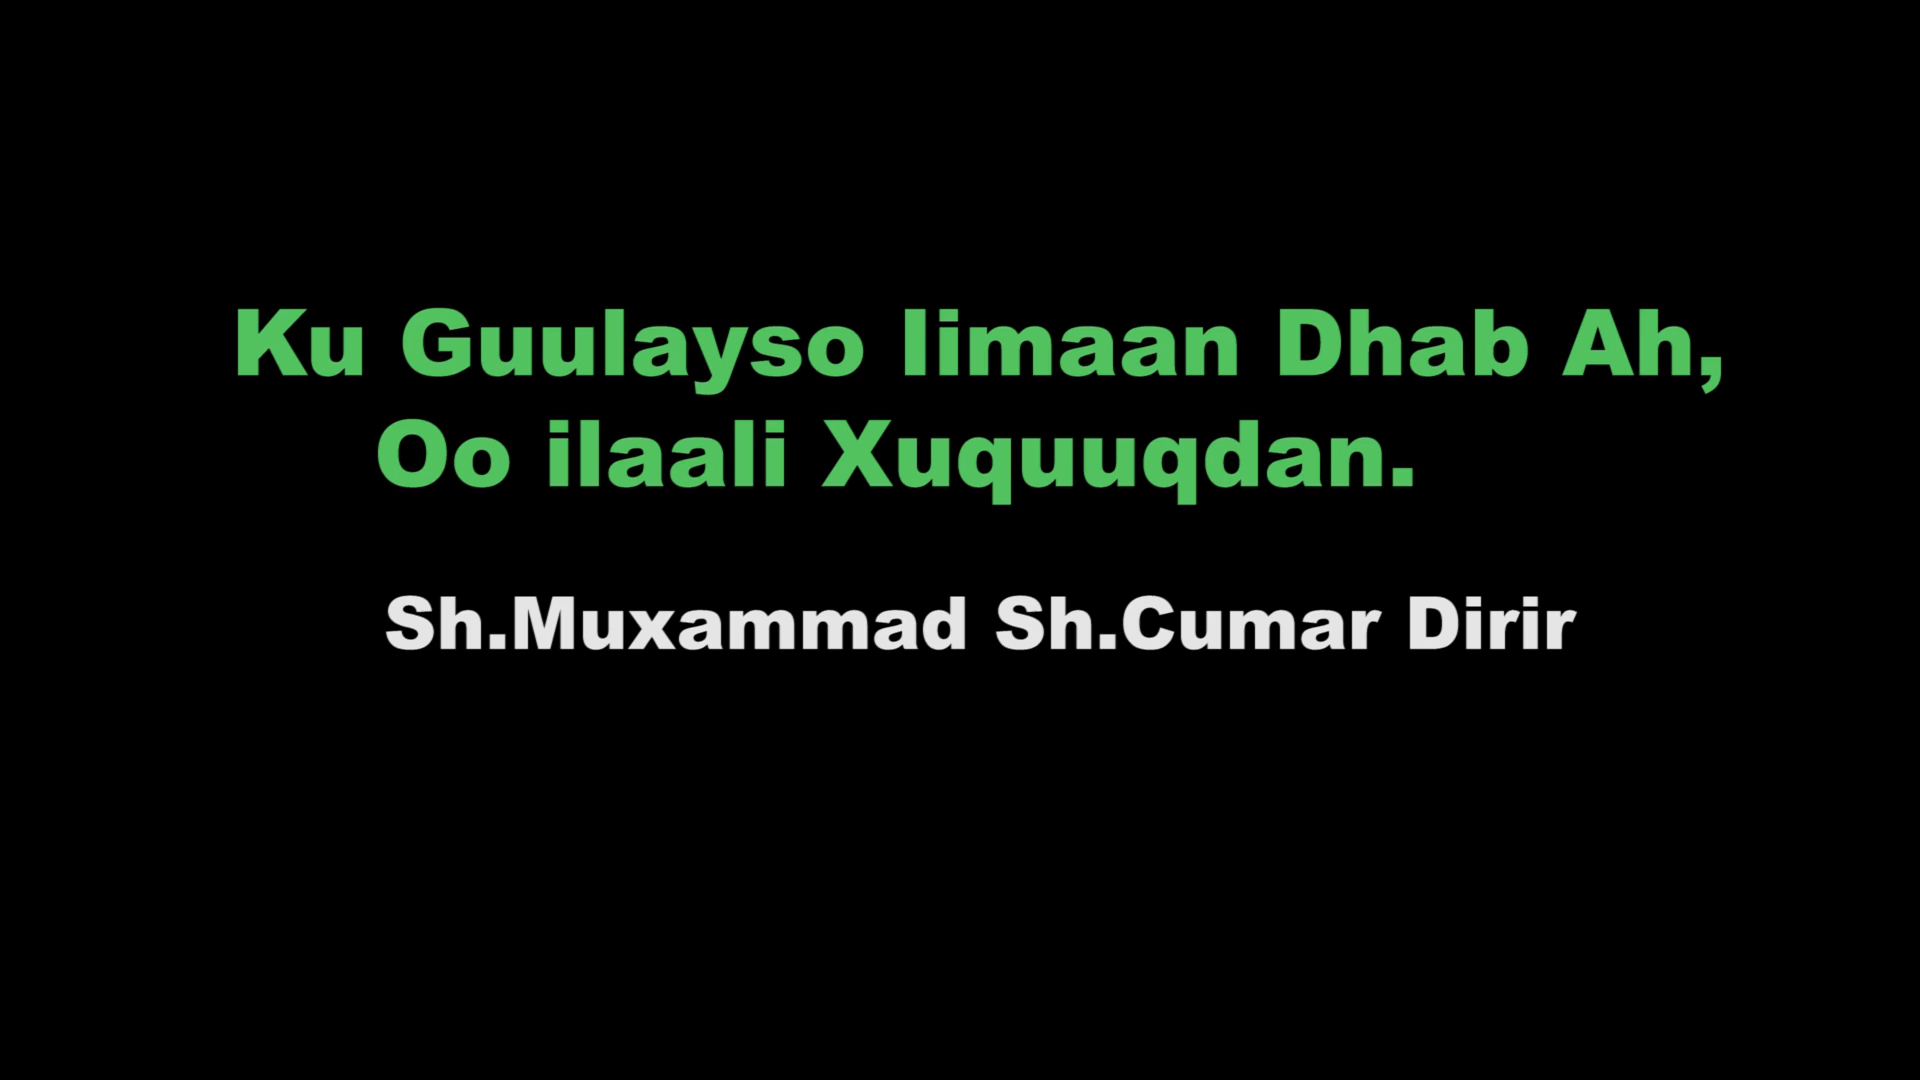 Ku Guulayso Iimaan Dhab Ah,
Oo ilaali Xuquuqdan.
Sh.Muxammad Sh.Cumar Dirir